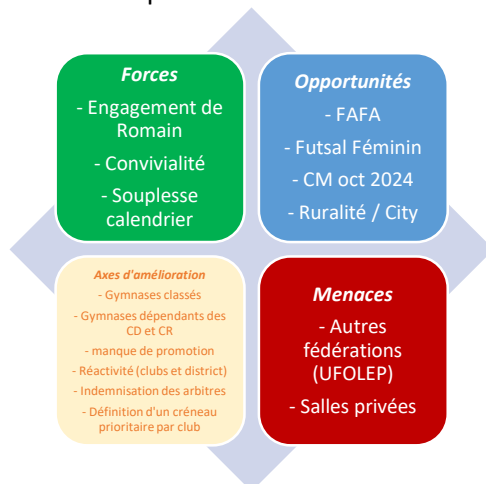 Forces
- Engagement de
Romain
- Convivialité
- Souplesse
calendrier
Opportunités
- FAFA
- Futsal Féminin
- CM oct 2024
- Ruralité / City
Axes d'amélioration
- Gymnases classés
- Gymnases dépendants des
CD et CR
- manque de promotion
- Réactivité (clubs et district)
- Indemnisation des arbitres
- Définition d'un créneau
prioritaire par club
Menaces
- Autres
fédérations
(UFOLEP)
- Salles privées